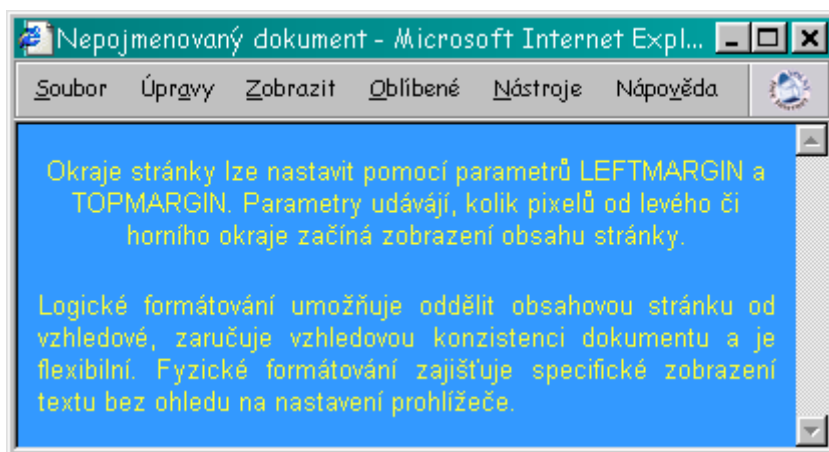 Nepojmenovaný dokument - Microsoft Internet Expl...
Soubor Úpravy Zobrazit Oblíbené Nástroje Nápověda
Okraje stránky lze nastavit pomocí parametrů LEFTMARGIN a
TOPMARGIN. Parametry udávájí, kolik pixelů od levého či
horního okraje začíná zobrazení obsahu stránky.
Logické formátování umožňuje oddělit obsahovou stránku od
vzhledové, zaručuje vzhledovou konzistenci dokumentu a je
flexibilní. Fyzické formátování zajišťuje specifické zobrazení
textu bez ohledu na nastavení prohlížeče.